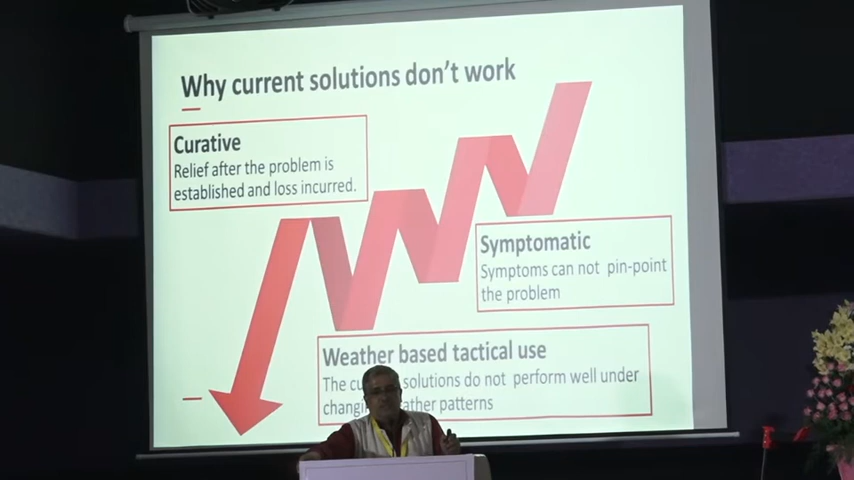 Why current solutions don't work
Curative
Relief after the problem is
established and loss incurred.
Symptomatic
Symptoms can not pin-point
the problem
Weather based tactical use
The solutions do not perform well under
patterns